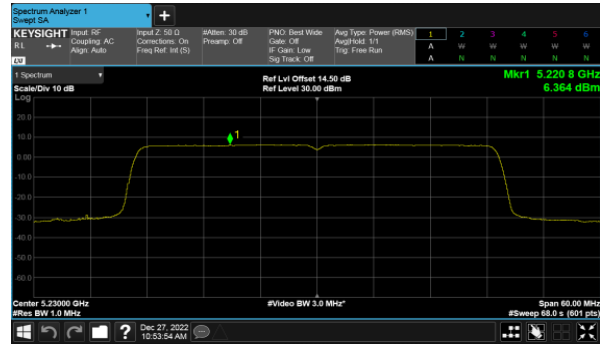 Spectrum Analyzer 1
Swept SA
+
KEYSIGHT Input: RF Input Z: 50 Ω #Atten: 30 dB PNO: Best Wide Avg Type: Power (RMS) 1 2 3 4 5 6
RL Coupling: AC Corrections: On Preamp: Off Gate: Off Avg|Hold: 1/1 A W W W W W
Align: Auto Freq Ref: Int (S) IF Gain: Low Trig: Free Run
LXI Sig Track: Off A N N N N N
1 Spectrum Ref Lvl Offset 14.50 dB Mkr1 5.220 8 GHz
Scale/Div 10 dB Ref Level 30.00 dBm 6.364 dBm
Log
20.0
10.0
1
0.00
-10.0
-20.0
-30.0
-40.0
-50.0
-60.0
Center 5.23000 GHz #Video BW 3.0 MHz* Span 60.00 MHz
#Res BW 1.0 MHz #Sweep 68.0 s (601 pts)
? Dec 27, 2022
10:53:54 AM